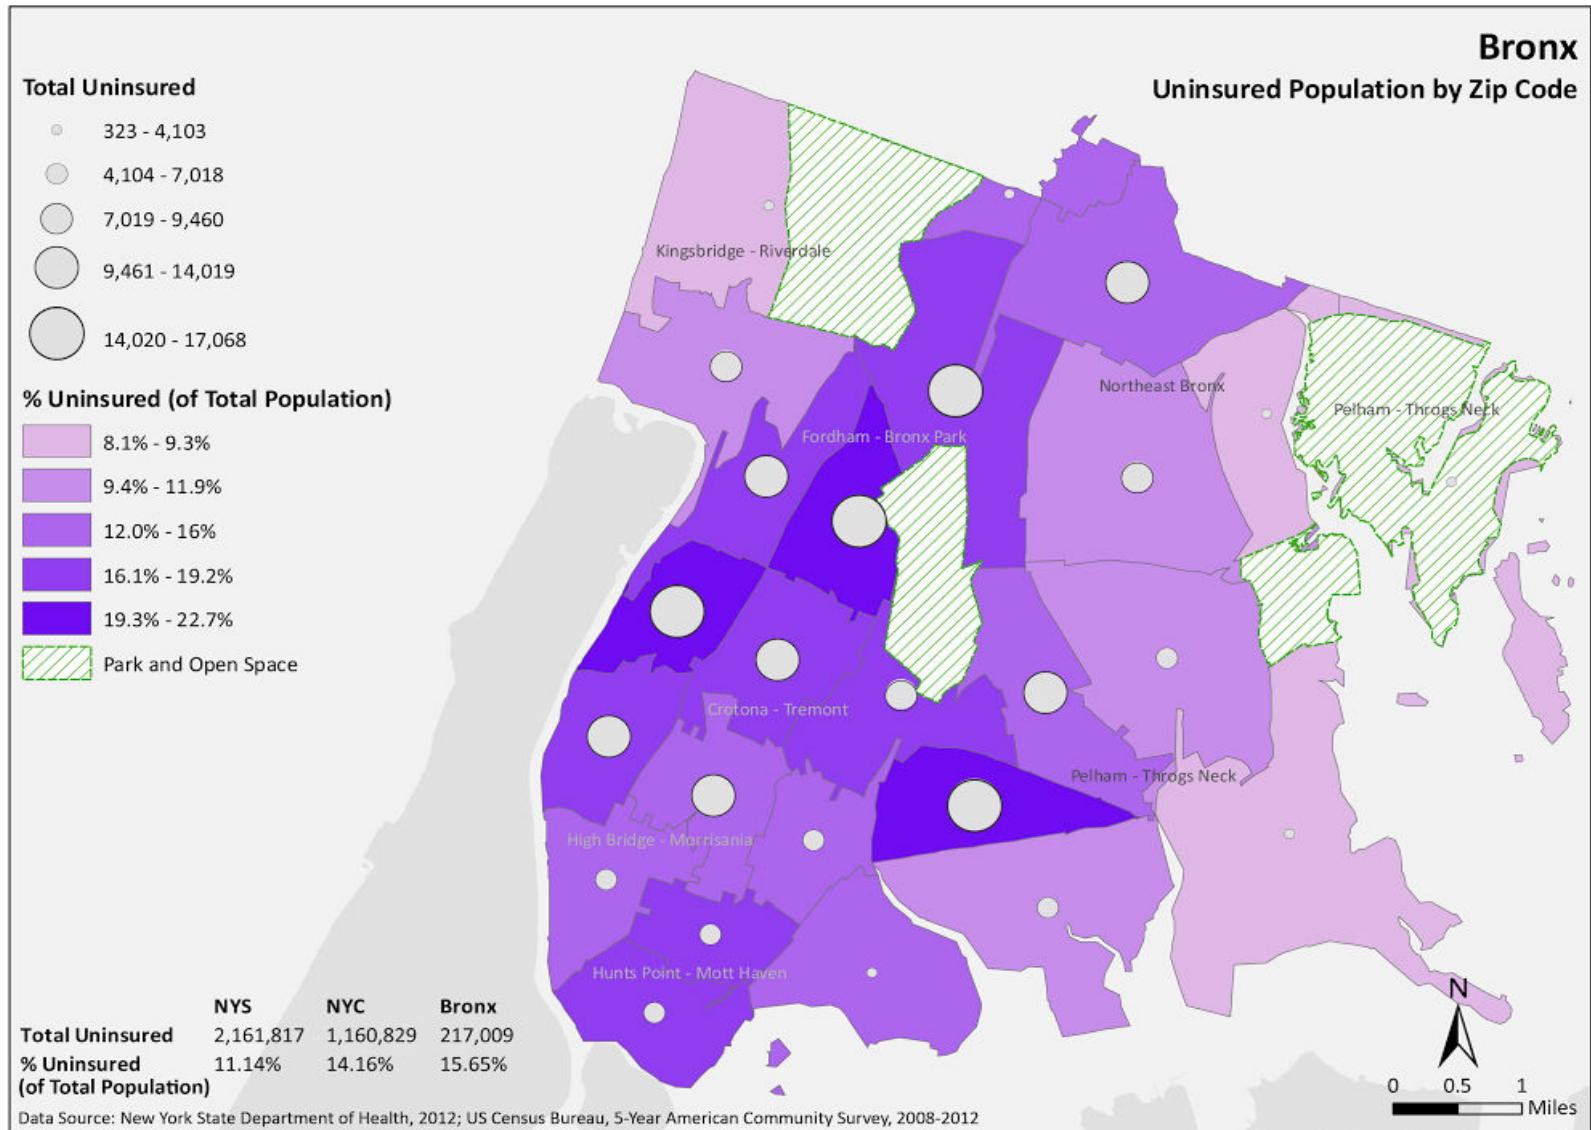 Bronx
Uninsured Population by Zip Code
Total Uninsured
323 - 4,103
4,104 - 7,018
7,019 - 9,460
9,461 - 14,019
14,020 - 17,068
% Uninsured (of Total Population)
8.1% - 9.3%
9.4% - 11.9%
12.0% - 16%
16.1% - 19.2%
19.3% - 22.7%
Park and Open Space
Kingsbridge - Riverdale
Northeast Bronx
Pelham - Throgs Neck
Fordham - Bronx Park
Crotona - Tremont
Pelham - Throgs Neck
High Bridge - Morrisania
Hunts Point - Mott Haven
NYS NYC Bronx
Total Uninsured 2,161,817 1,160,829 217,009
% Uninsured 11.14% 14.16% 15.65%
(of Total Population)
N
0 0.5 1
Miles
Data Source: New York State Department of Health, 2012; US Census Bureau, 5-Year American Community Survey, 2008-2012